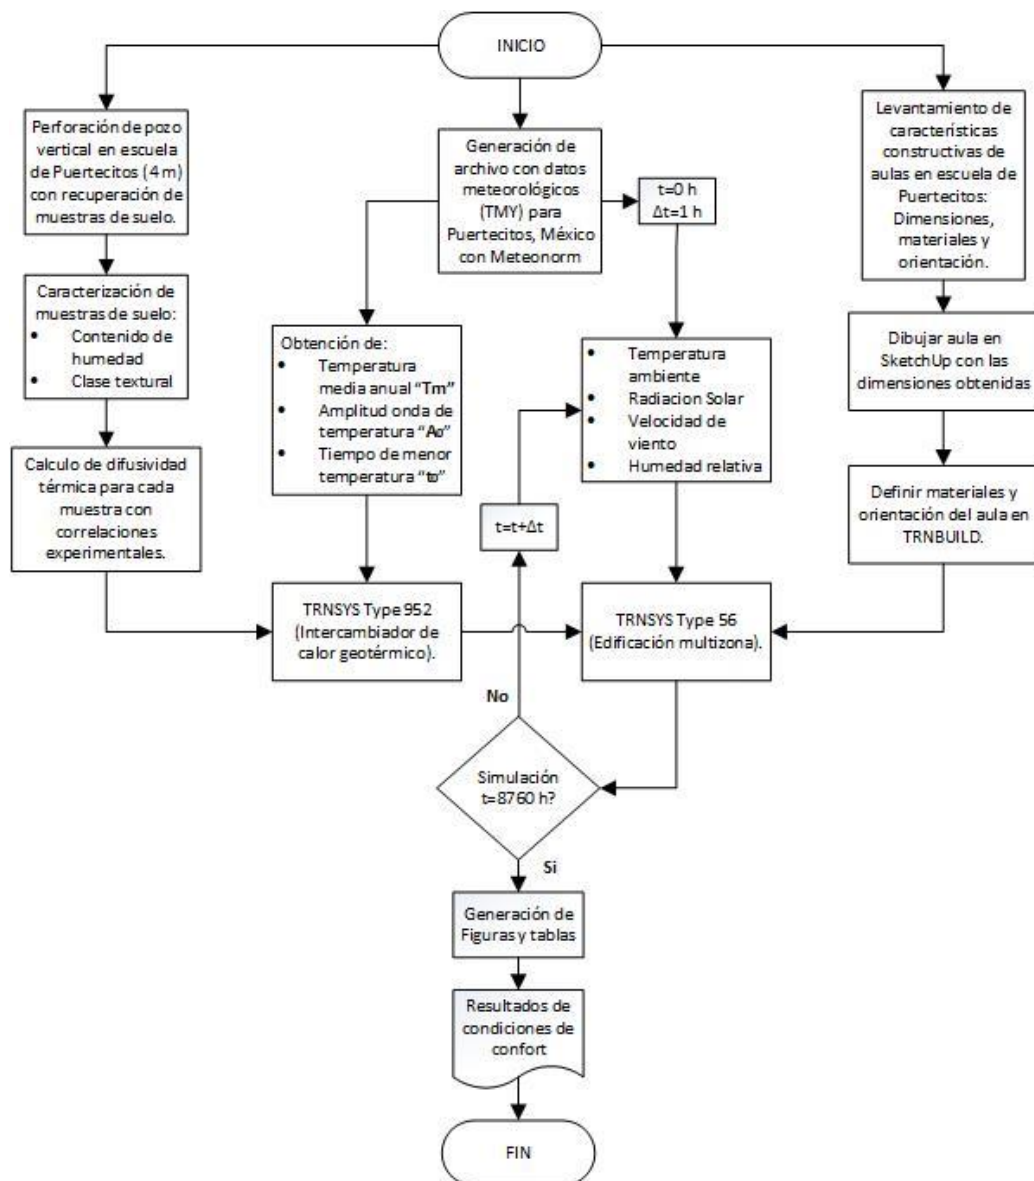 INICIO
Perforación de pozo
vertical en escuela
de Puertecitos (4 m)
con recuperación de
muestras de suelo.
Generación de
archivo con datos
meteorológicos
(TMY) para
Puertecitos, México
con Meteonorm
t=0 h
Δt=1 h
Levantamiento de
características
constructivas de
aulas en escuela de
Puertecitos:
Dimensiones,
materiales y
orientación.
Caracterización de
muestras de suelo:
• Contenido de
humedad
• Clase textural
Obtención de:
• Temperatura
media anual “Tm”
• Amplitud onda de
temperatura “Ao”
• Tiempo de menor
temperatura “to”
• Temperatura
ambiente
• Radiacion Solar
• Velocidad de
viento
• Humedad relativa
Dibujar aula en
SketchUp con las
dimensiones obtenidas
Calculo de difusividad
térmica para cada
muestra con
correlaciones
experimentales.
t=t+Δt
Definir materiales y
orientación del aula en
TRNBUILD.
TRNSYS Type 952
(Intercambiador de
calor geotérmico).
TRNSYS Type 56
(Edificación multizona).
No
Simulación
t=8760 h?
Si
Generación de
Figuras y tablas
Resultados de
condiciones de
confort
FIN